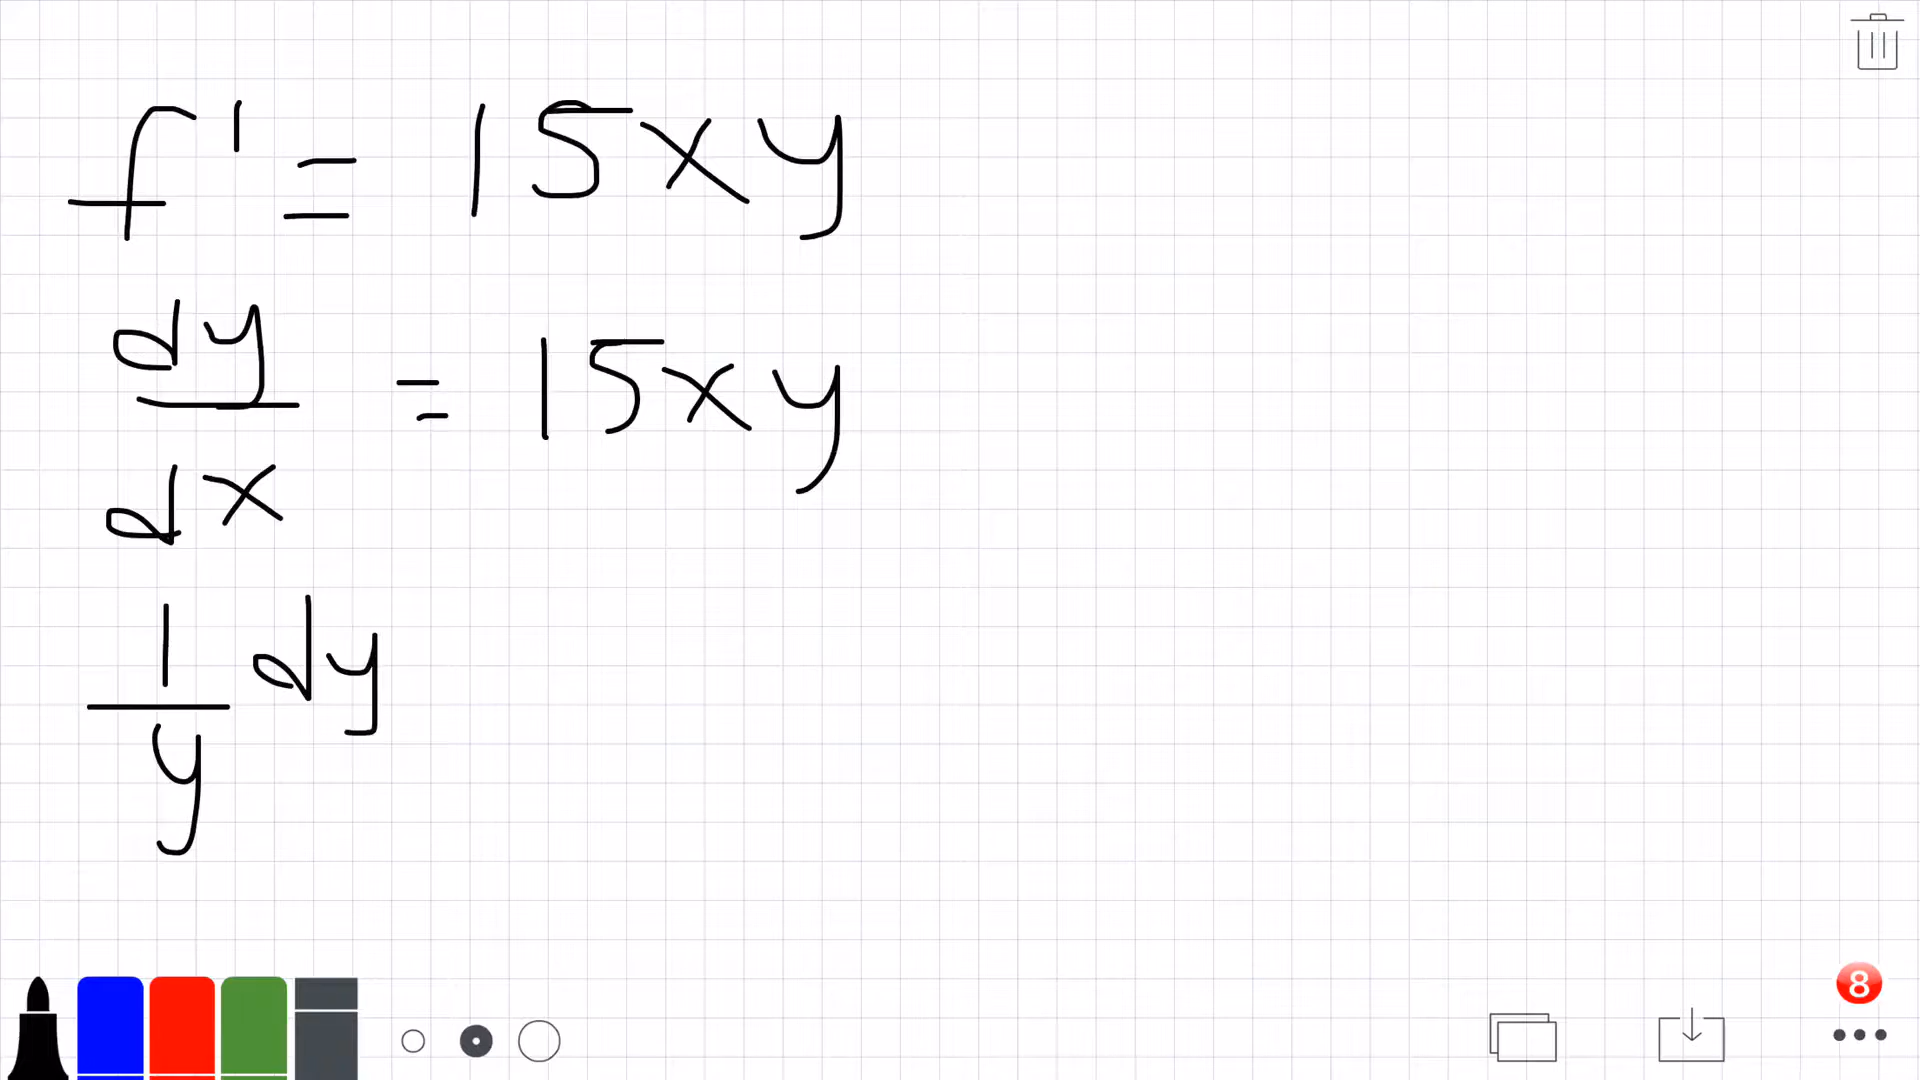 f' = 15xy
dy/dx = 15xy
1/y dy
8